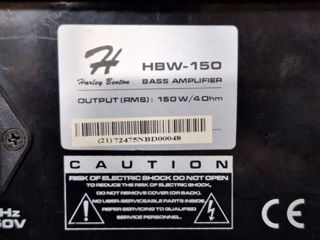 H
Harley Benton
HBW-150
BASS AMPLIFIER
OUTPUT (RMS): 150W/4Ohm
(21)72475NBD00048
CAUTION
RISK OF ELECTRIC SHOCK DO NOT OPEN
TO REDUCE THE RISK OF ELECTRIC SHOCK,
DO NOT REMOVE COVER (OR BACK).
NO USER-SERVICEABLE PARTS INSIDE.
REFER SERVICING TO QUALIFIED
SERVICE PERSONNEL.
Hz
CE